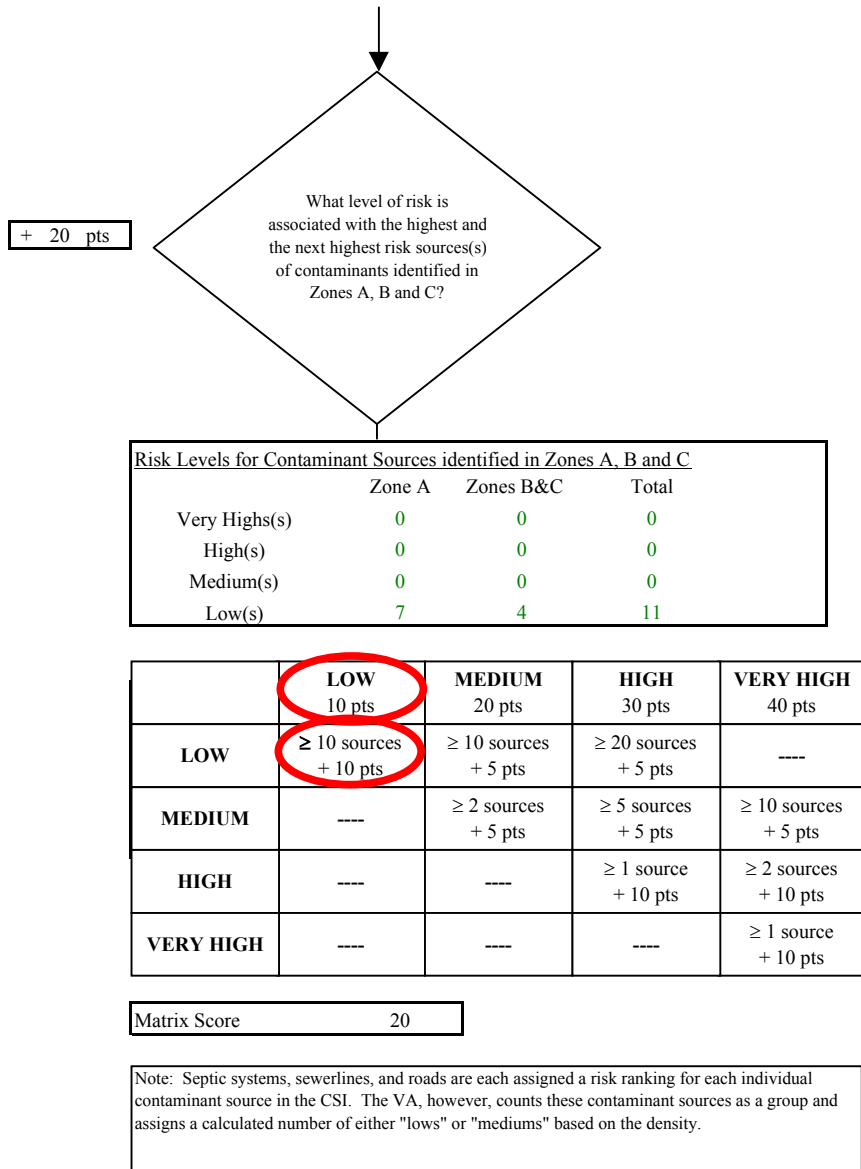 What level of risk is
associated with the highest and
the next highest risk sources(s)
of contaminants identified in
Zones A, B and C?
+ 20 pts
Risk Levels for Contaminant Sources identified in Zones A, B and C
Zone A Zones B&C Total
Very Highs(s) 0 0 0
High(s) 0 0 0
Medium(s) 0 0 0
Low(s) 7 4 11
LOW MEDIUM HIGH VERY HIGH
10 pts 20 pts 30 pts 40 pts
LOW ≥ 10 sources ≥ 10 sources ≥ 20 sources ----
+ 10 pts + 5 pts + 5 pts
MEDIUM ---- ≥ 2 sources ≥ 5 sources ≥ 10 sources
+ 5 pts + 5 pts + 5 pts
HIGH ---- ---- ≥ 1 source ≥ 2 sources
+ 10 pts + 10 pts
VERY HIGH ---- ---- ---- ≥ 1 source
+ 10 pts
Matrix Score 20
Note: Septic systems, sewerlines, and roads are each assigned a risk ranking for each individual
contaminant source in the CSI. The VA, however, counts these contaminant sources as a group and
assigns a calculated number of either "lows" or "mediums" based on the density.